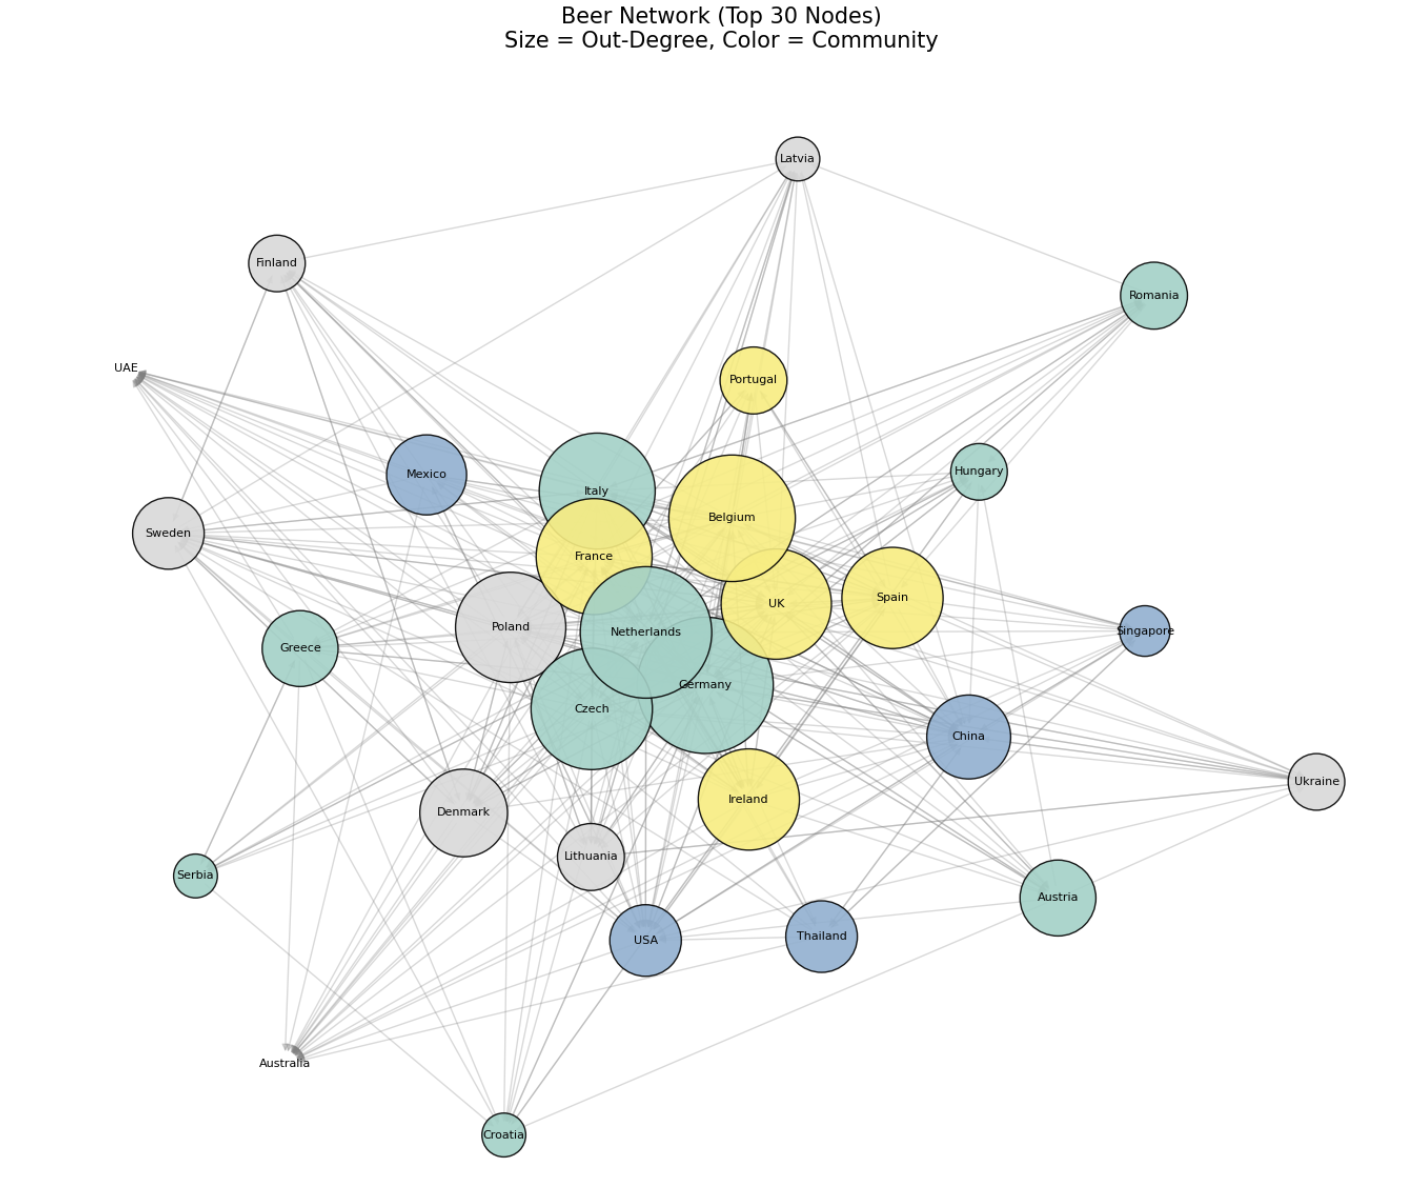 Beer Network (Top 30 Nodes)
Size = Out-Degree, Color = Community
Latvia
Finland
Romania
UAE
Portugal
Hungary
Mexico
Italy
Belgium
Sweden
France
Spain
UK
Poland
Netherlands
Singapore
Greece
Germany
Czech
China
Ukraine
Ireland
Denmark
Lithuania
Serbia
Austria
Thailand
USA
Australia
Croatia